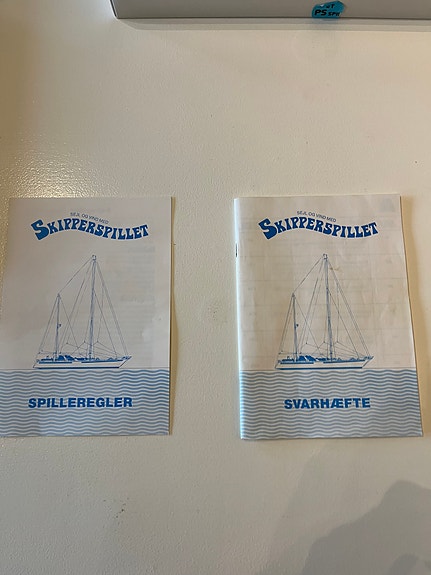 SEJL OG VIND MED
SKIPPERSPILLET
SPILLEREGLER
SEJL OG VIND MED
SKIPPERSPILLET
SVARHÆFTE